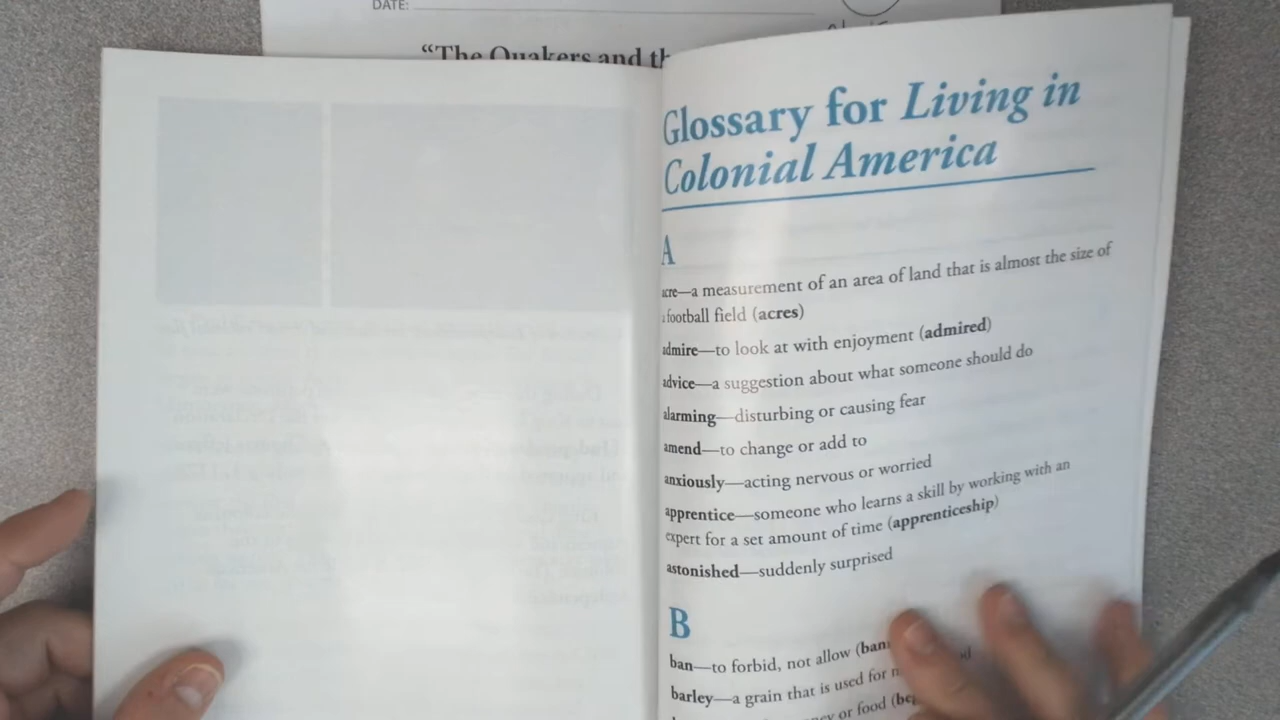 DATE:
“The Quakers and th
Glossary for Living in
Colonial America
A
acre—a measurement of an area of land that is almost the size of
a football field (acres)
admire—to look at with enjoyment (admired)
advice—a suggestion about what someone should do
alarming—disturbing or causing fear
amend—to change or add to
anxiously—acting nervous or worried
apprentice—someone who learns a skill by working with an
expert for a set amount of time (apprenticeship)
astonished—suddenly surprised
B
ban—to forbid, not allow (ban
barley—a grain that is used for
or food (be